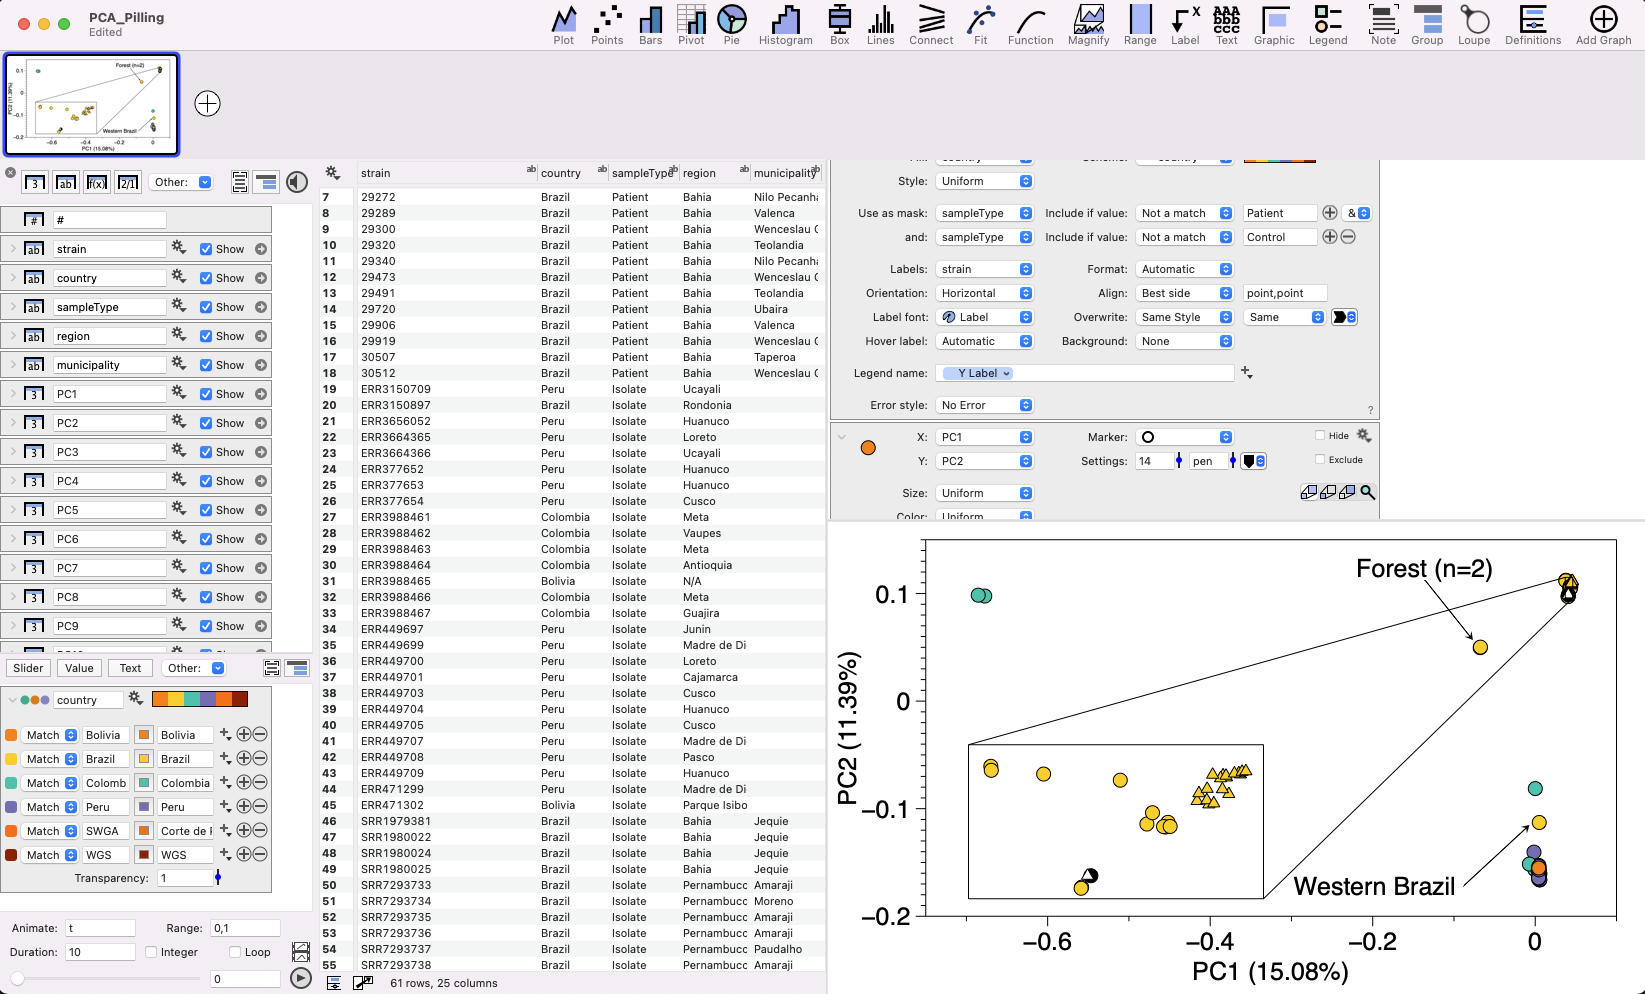 PCA_Pilling
Edited
Plot Points Bars Pivot Pie Histogram Box Lines Connect Fit Function Magnify Range Label Text Graphic Legend Note Group Loupe Definitions Add Graph
Other:
# #
strain Show
country Show
sampleType Show
region Show
municipality Show
PC1 Show
PC2 Show
PC3 Show
PC4 Show
PC5 Show
PC6 Show
PC7 Show
PC8 Show
PC9 Show
Slider Value Text Other:
country
Match Bolivia Bolivia
Match Brazil Brazil
Match Colomb Colombia
Match Peru Peru
Match SWGA Corte de
Match WGS WGS
Transparency: 1
Animate: t Range: 0,1
Duration: 10 Integer Loop
0
strain country sampleType region municipality
7 29272 Brazil Patient Bahia Nilo Pecanha
8 29289 Brazil Patient Bahia Valenca
9 29300 Brazil Patient Bahia Wenceslau G
10 29320 Brazil Patient Bahia Teolandia
11 29340 Brazil Patient Bahia Nilo Pecanha
12 29473 Brazil Patient Bahia Wenceslau G
13 29491 Brazil Patient Bahia Teolandia
14 29720 Brazil Patient Bahia Ubaira
15 29906 Brazil Patient Bahia Valenca
16 29919 Brazil Patient Bahia Wenceslau G
17 30507 Brazil Patient Bahia Taperoa
18 30512 Brazil Patient Bahia Wenceslau G
19 ERR3150709 Peru Isolate Ucayali
20 ERR3150897 Brazil Isolate Rondonia
21 ERR3656052 Peru Isolate Huanuco
22 ERR3664365 Peru Isolate Loreto
23 ERR3664366 Peru Isolate Ucayali
24 ERR377652 Peru Isolate Huanuco
25 ERR377653 Peru Isolate Huanuco
26 ERR377654 Peru Isolate Cusco
27 ERR3988461 Colombia Isolate Meta
28 ERR3988462 Colombia Isolate Vaupes
29 ERR3988463 Colombia Isolate Meta
30 ERR3988464 Colombia Isolate Antioquia
31 ERR3988465 Bolivia Isolate N/A
32 ERR3988466 Colombia Isolate Meta
33 ERR3988467 Colombia Isolate Guajira
34 ERR449697 Peru Isolate Junin
35 ERR449699 Peru Isolate Madre de Di
36 ERR449700 Peru Isolate Loreto
37 ERR449701 Peru Isolate Cajamarca
38 ERR449703 Peru Isolate Cusco
39 ERR449704 Peru Isolate Huanuco
40 ERR449705 Peru Isolate Cusco
41 ERR449707 Peru Isolate Madre de Di
42 ERR449708 Peru Isolate Pasco
43 ERR449709 Peru Isolate Huanuco
44 ERR471299 Peru Isolate Madre de Di
45 ERR471302 Bolivia Isolate Parque Isibo
46 SRR1979381 Brazil Isolate Bahia Jequie
47 SRR1980022 Brazil Isolate Bahia Jequie
48 SRR1980024 Brazil Isolate Bahia Jequie
49 SRR1980025 Brazil Isolate Bahia Jequie
50 SRR7293733 Brazil Isolate Pernambuco Amaraji
51 SRR7293734 Brazil Isolate Pernambuco Moreno
52 SRR7293735 Brazil Isolate Pernambuco Amaraji
53 SRR7293736 Brazil Isolate Pernambuco Amaraji
54 SRR7293737 Brazil Isolate Pernambuco Paudalho
55 SRR7293738 Brazil Isolate Pernambuco Amaraji
61 rows, 25 columns
Style: Uniform
Use as mask: sampleType Include if value: Not a match Patient &
and: sampleType Include if value: Not a match Control
Labels: strain Format: Automatic
Orientation: Horizontal Align: Best side point,point
Label font: Label Overwrite: Same Style Same
Hover label: Automatic Background: None
Legend name: Y Label
Error style: No Error ?
X: PC1 Marker: Hide
Y: PC2 Settings: 14 pen Exclude
Size: Uniform
Color: Uniform
Forest (n=2)
Western Brazil
0.1
0
−0.1
−0.2
PC2 (11.39%)
−0.6 −0.4 −0.2 0
PC1 (15.08%)